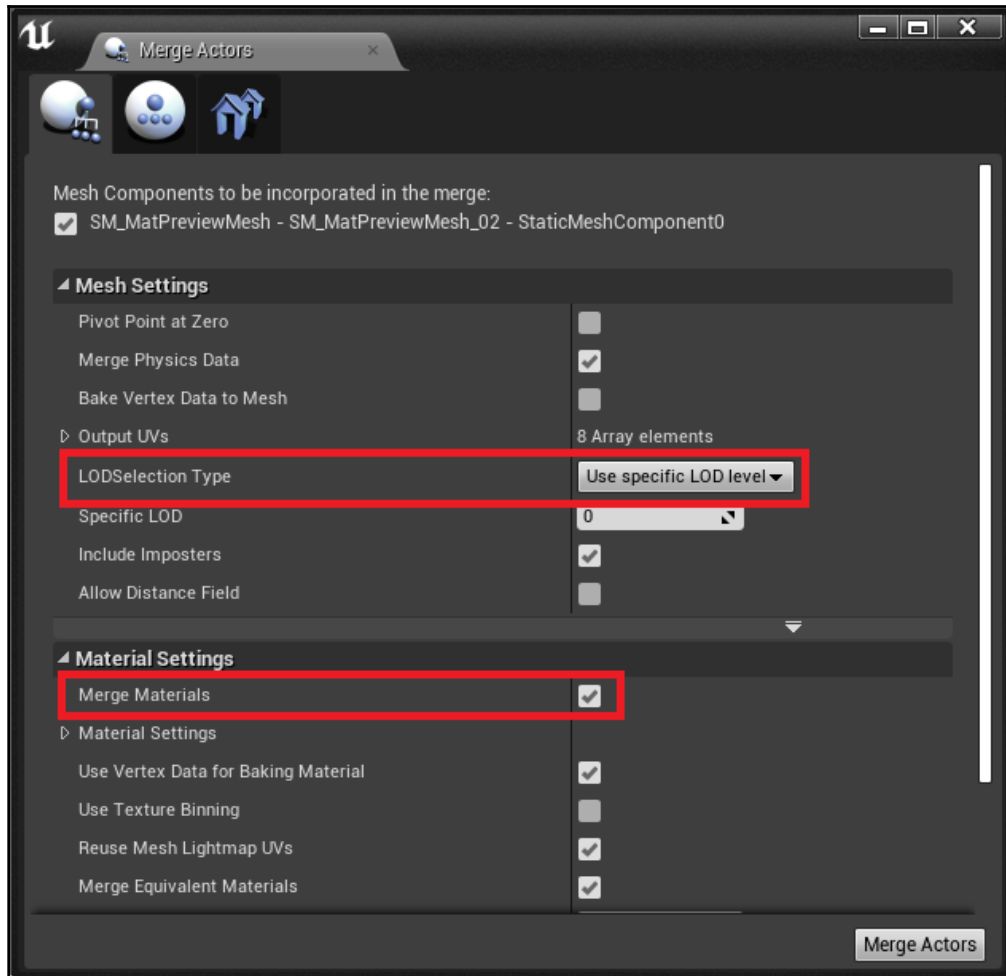 Merge Actors
Mesh Components to be incorporated in the merge:
SM_MatPreviewMesh - SM_MatPreviewMesh_02 - StaticMeshComponent0
Mesh Settings
Pivot Point at Zero
Merge Physics Data
Bake Vertex Data to Mesh
Output UVs 8 Array elements
LODSelection Type Use specific LOD level
Specific LOD 0
Include Imposters
Allow Distance Field
Material Settings
Merge Materials
Material Settings
Use Vertex Data for Baking Material
Use Texture Binning
Reuse Mesh Lightmap UVs
Merge Equivalent Materials
Merge Actors